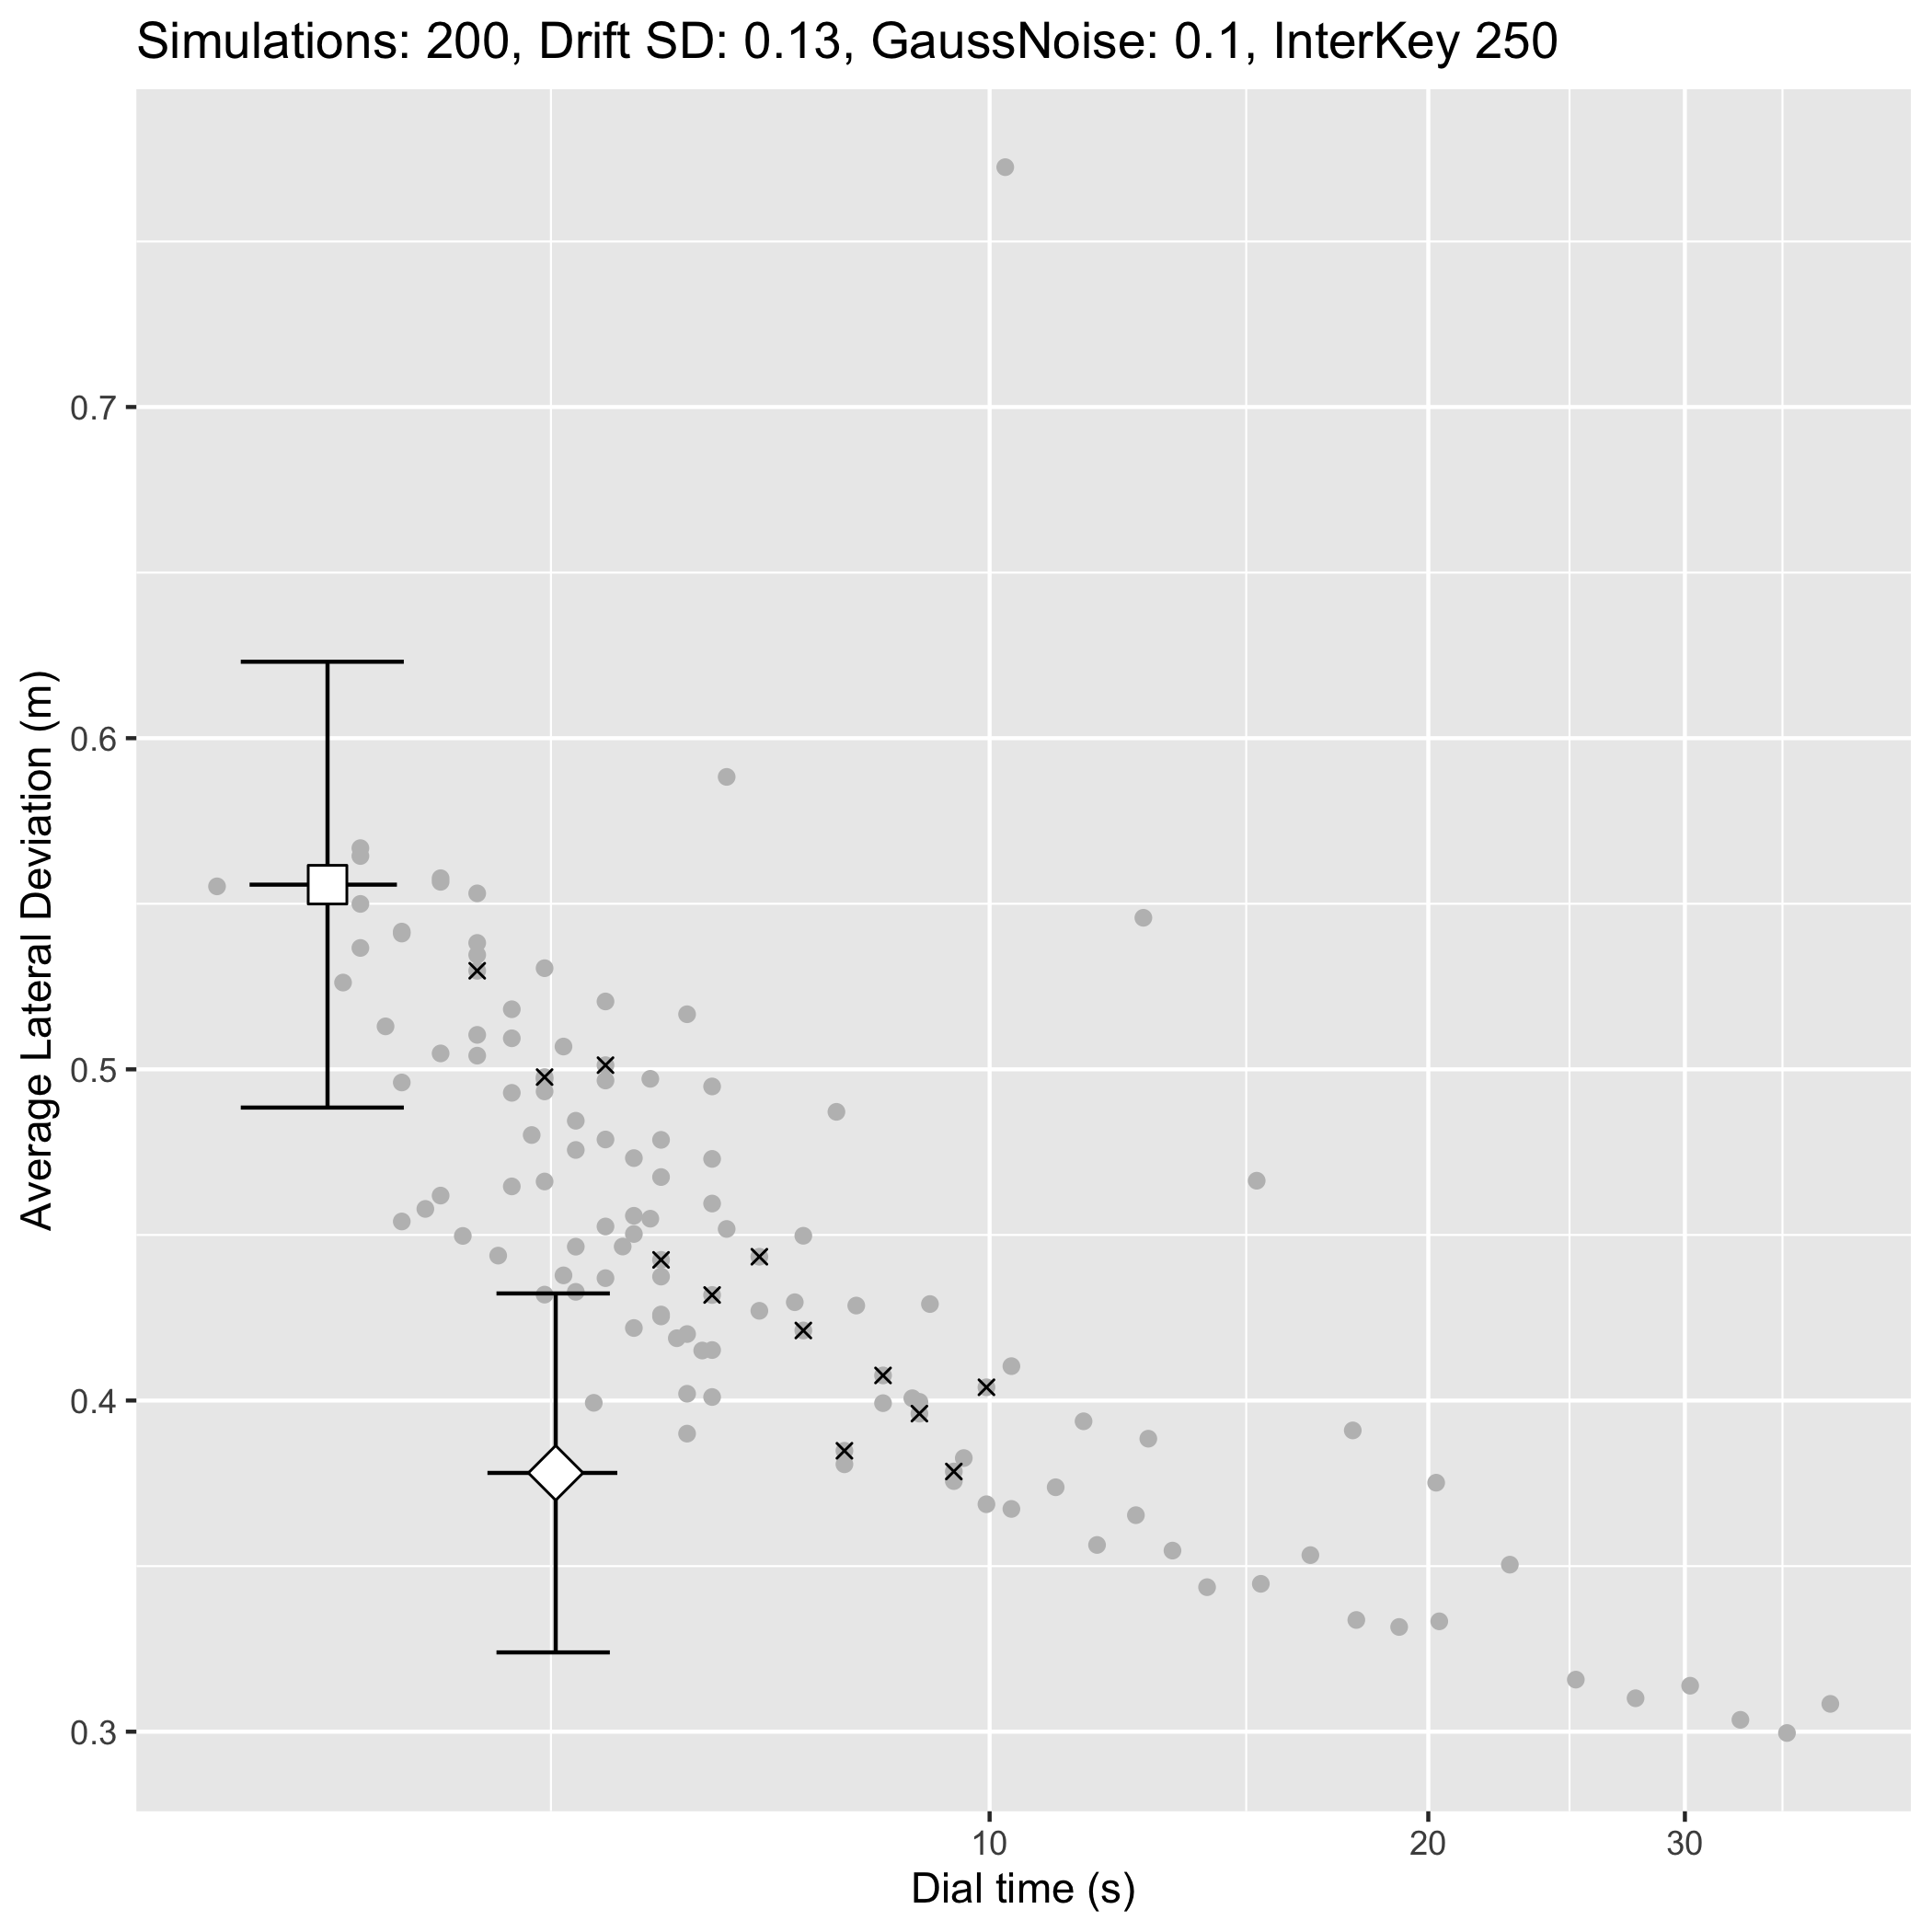 Simulations: 200, Drift SD: 0.13, GaussNoise: 0.1, InterKey 250
Average Lateral Deviation (m)
0.7
0.6
0.5
0.4
0.3
10
20
30
Dial time (s)